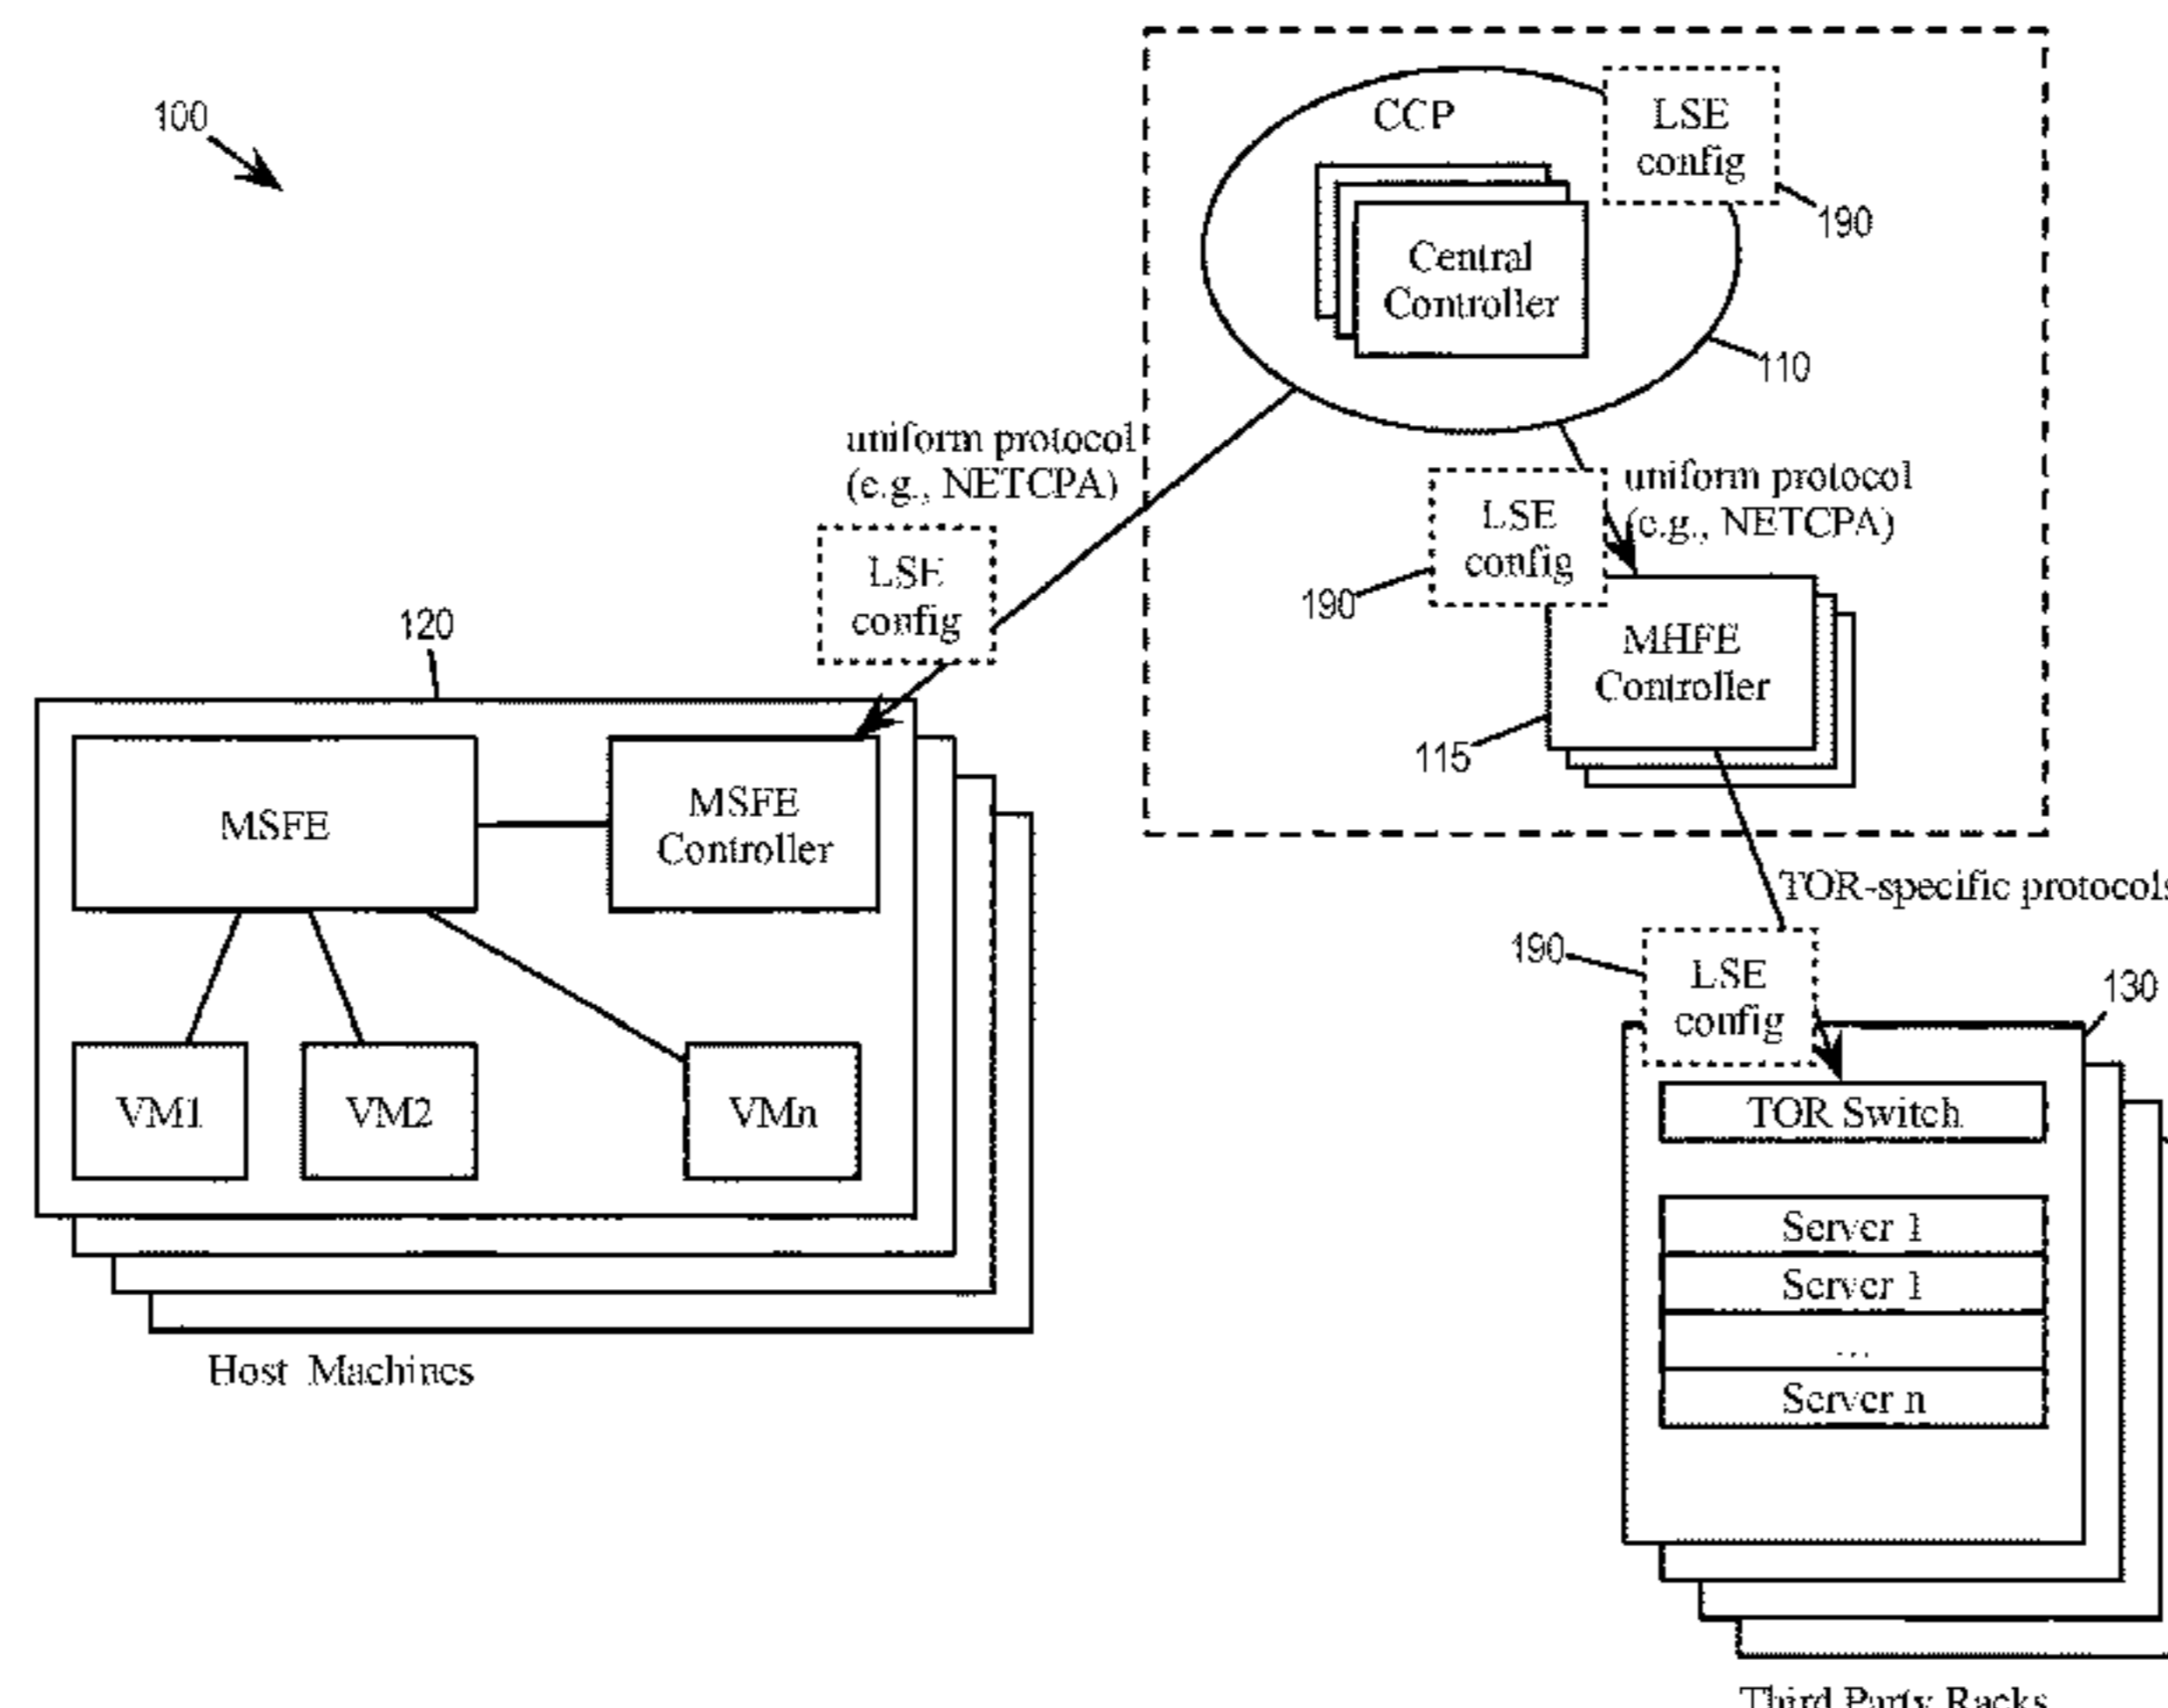 100
CCP
LSE
config
190
Central
Controller
110
uniform protocol
(e.g., NETCPA)
LSE
config
uniform protocol
(e.g., NETCPA)
LSE
config
190
MHFE
Controller
115
120
MSFE
MSFE
Controller
VM1
VM2
VMn
Host Machines
TOR-specific protocols
190
LSE
config
130
TOR Switch
Server 1
Server 1
...
Server n
Third Party Racks